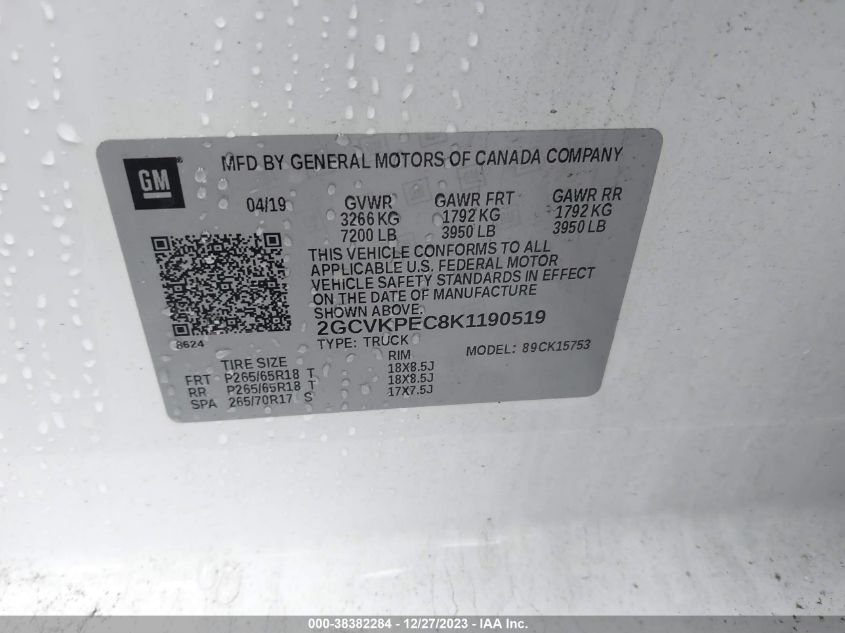 GM
MFD BY GENERAL MOTORS OF CANADA COMPANY
04/19
GVWR GAWR FRT GAWR RR
3266 KG 1792 KG 1792 KG
7200 LB 3950 LB 3950 LB
THIS VEHICLE CONFORMS TO ALL
APPLICABLE U.S. FEDERAL MOTOR
VEHICLE SAFETY STANDARDS IN EFFECT
ON THE DATE OF MANUFACTURE
SHOWN ABOVE.
2GCVKPEC8K1190519
8624
TYPE: TRUCK MODEL: 89CK15753
TIRE SIZE RIM
FRT P265/65R18 T 18X8.5J
RR P265/65R18 T 18X8.5J
SPA 265/70R17 S 17X7.5J
000-38382284 - 12/27/2023 - IAA Inc.